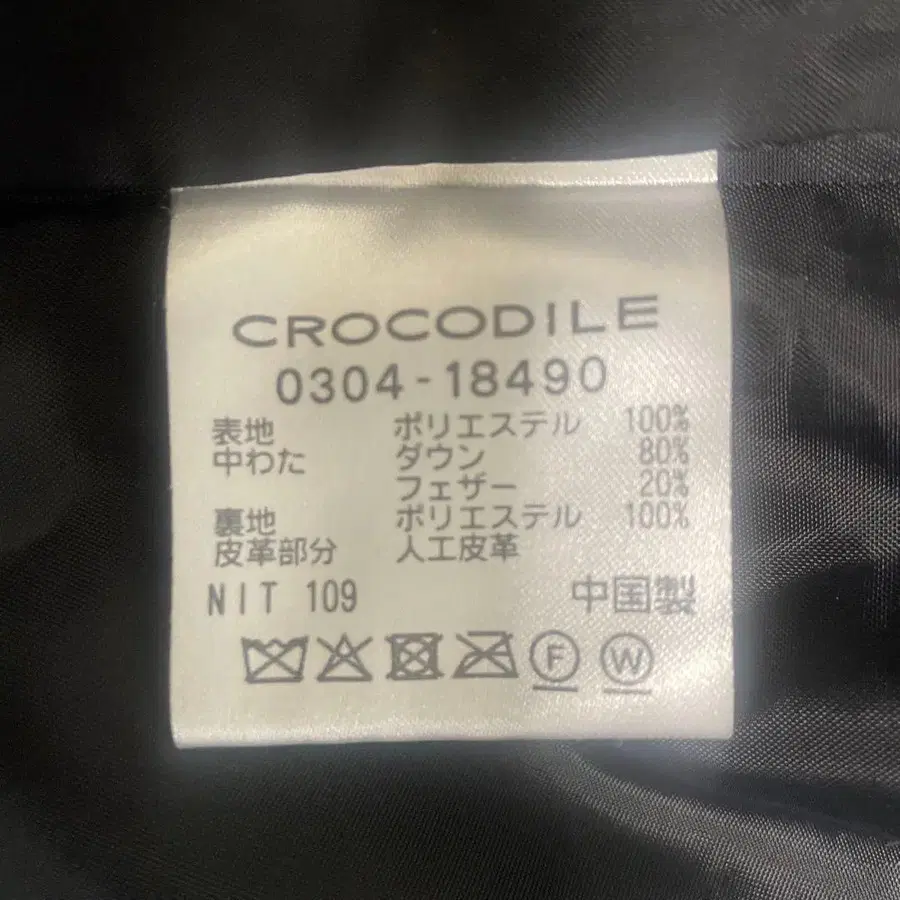 CROCODILE
0304-18490
表地 ポリエステル 100%
中わた ダウン 80%
フェザー 20%
裏地 ポリエステル 100%
皮革部分 人工皮革
NIT 109 中国製
F W